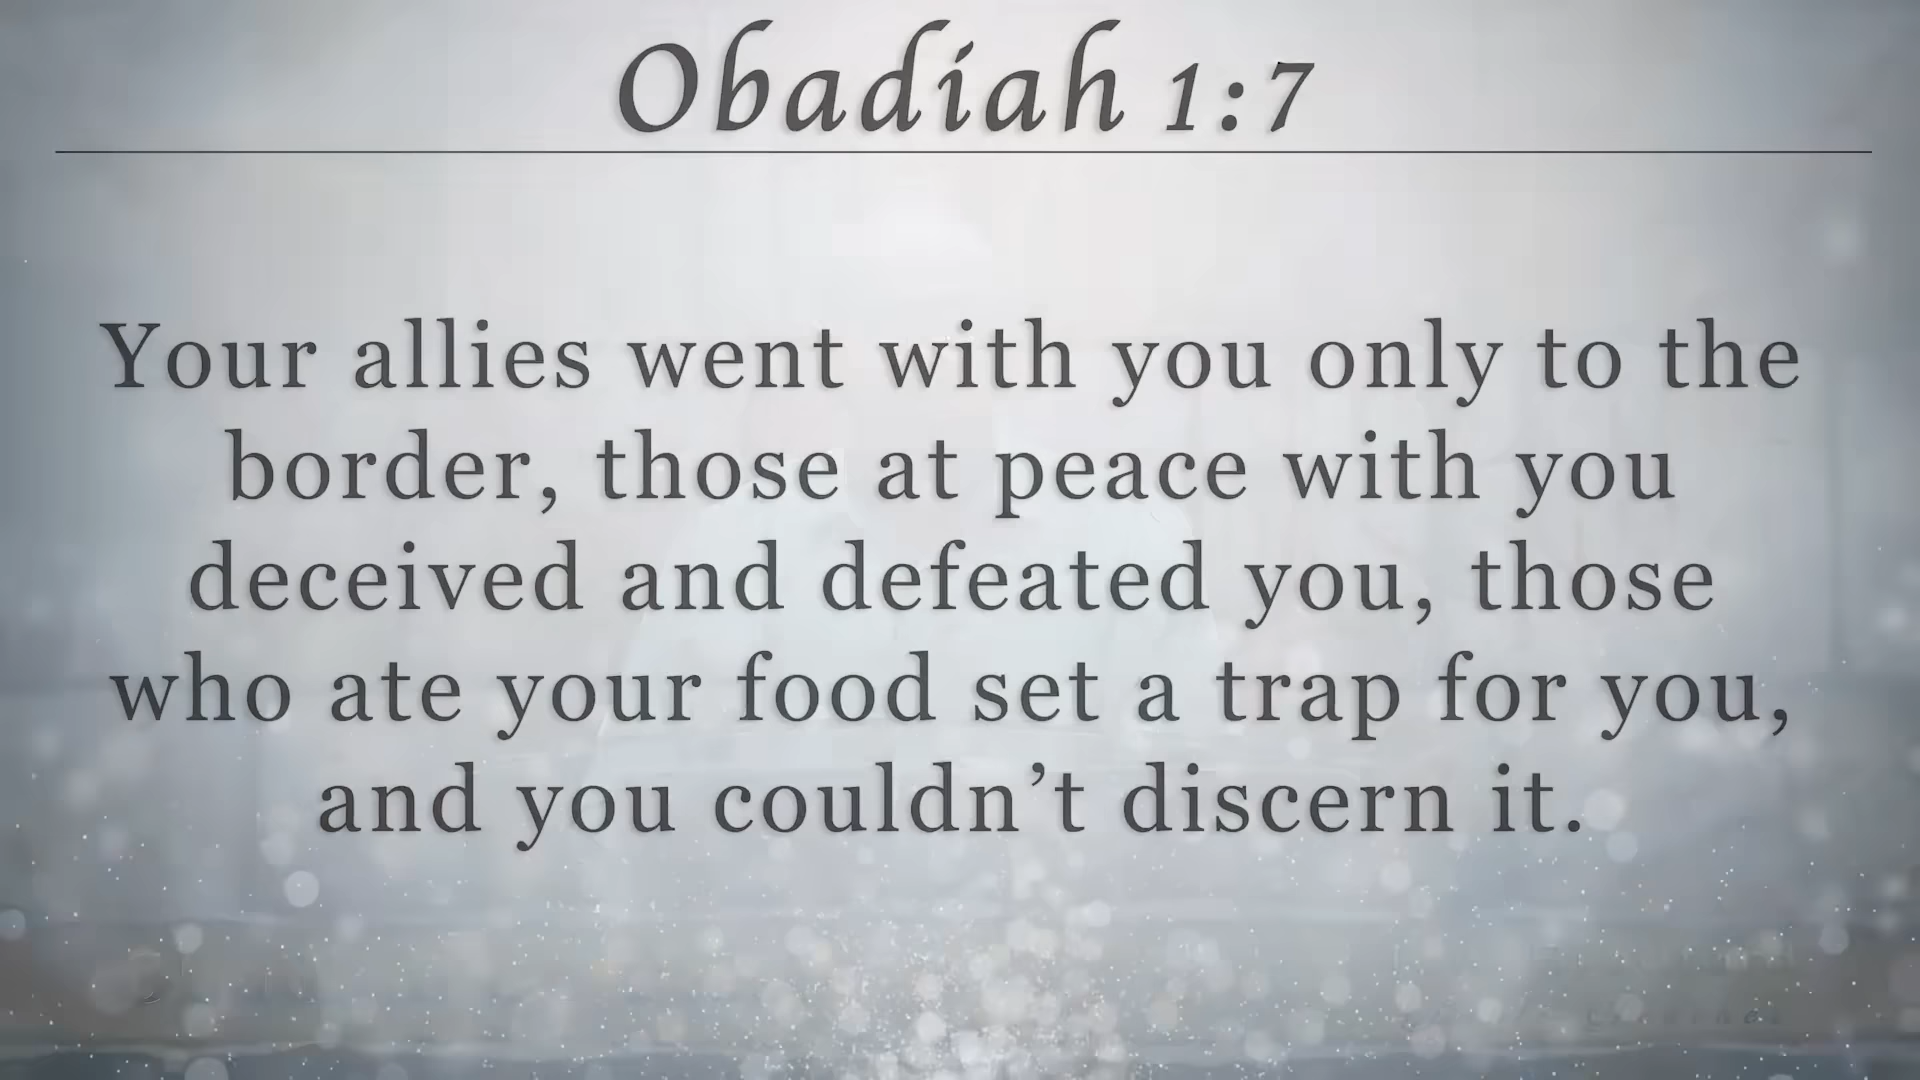 Obadiah 1:7
Your allies went with you only to the
border, those at peace with you
deceived and defeated you, those
who ate your food set a trap for you,
and you couldn’t discern it.